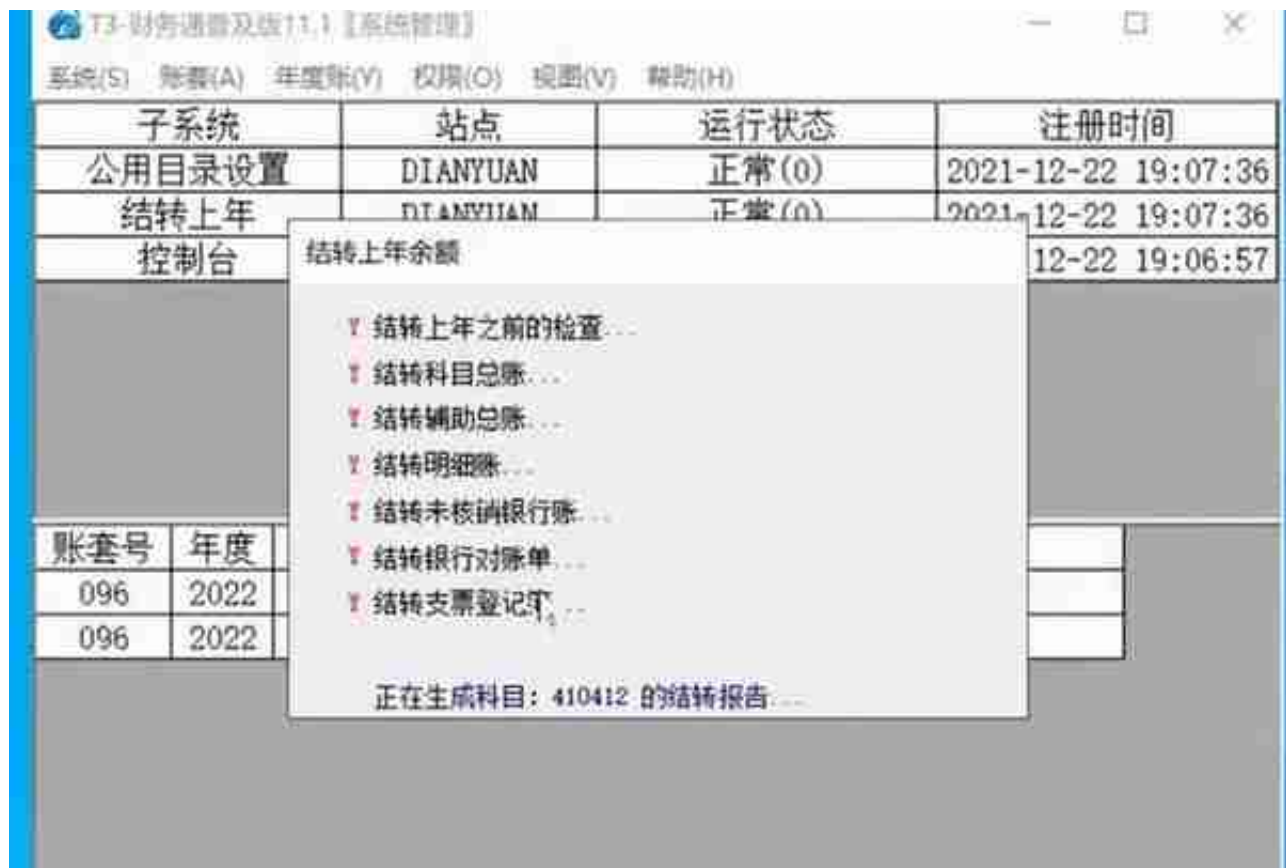 T3-财务通普及版11.1【系统管理】
系统(S) 账套(A) 年度账(Y) 权限(O) 视图(V) 帮助(H)
子系统 站点 运行状态 注册时间
公用目录设置 DIANYUAN 正常(0) 2021-12-22 19:07:36
结转上年 DIANYUAN 正常(0) 2021-12-22 19:07:36
控制台 12-22 19:06:57
结转上年余额
Y 结转上年之前的检查...
Y 结转科目总账...
Y 结转辅助总账...
Y 结转明细账...
Y 结转未核销银行账...
Y 结转银行对账单...
Y 结转支票登记簿...
账套号 年度
096 2022
096 2022
正在生成科目: 410412 的结转报告...